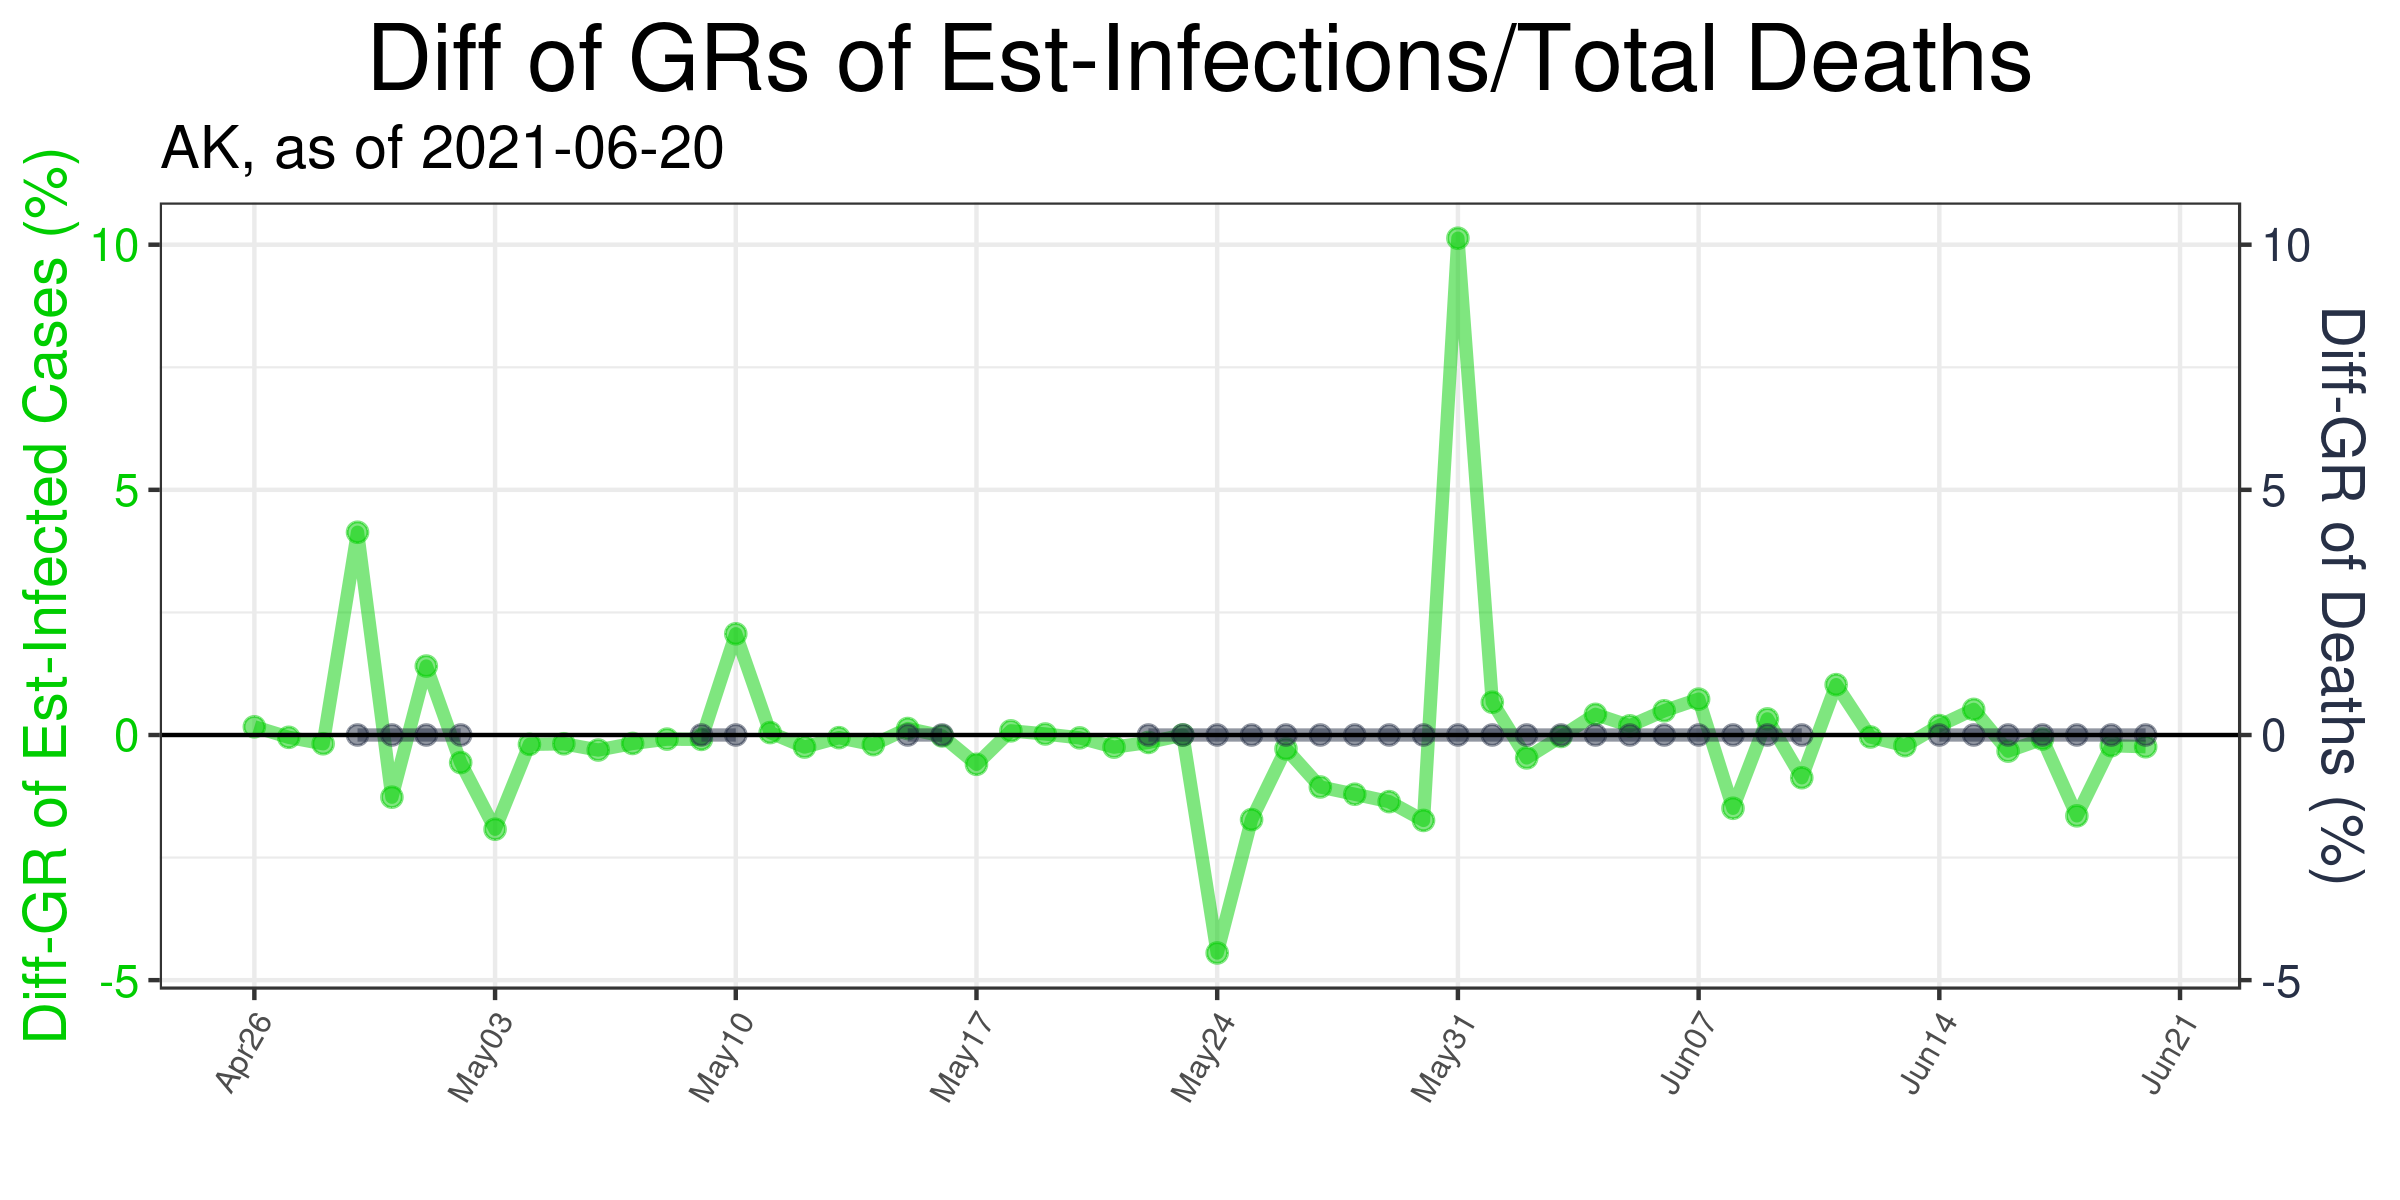 Diff of GRs of Est-Infections/Total Deaths
AK, as of 2021-06-20
Diff-GR of Est-Infected Cases (%)
10
5
0
-5
10
5
0
-5
Diff-GR of Deaths (%)
Apr26
May03
May10
May17
May24
May31
Jun07
Jun14
Jun21